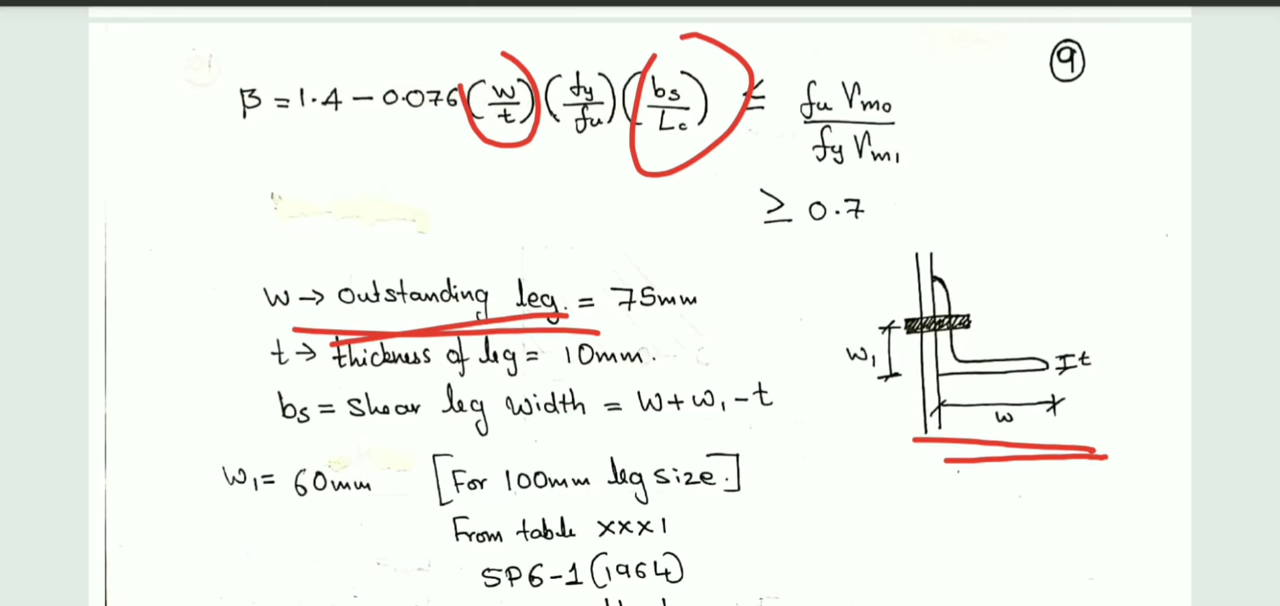 9
β = 1.4 - 0.076 (w/t) (fy/fu) (bs/Lc) ≤ fu γmo / fy γm1
≥ 0.7
w → outstanding leg. = 75mm
t → thickness of leg = 10mm.
bs = Shear leg width = w + w1 - t
w1 = 60mm [For 100mm leg size.]
From table XXXI
SP6-1 (1964)
w1
t
w